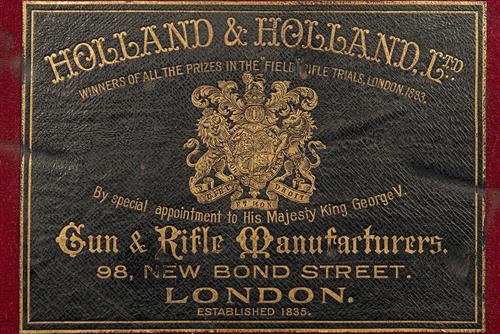 HOLLAND & HOLLAND, LTD
WINNERS OF ALL THE PRIZES IN THE "FIELD" RIFLE TRIALS, LONDON. 1883.
DIEU ET MON DROIT
By special appointment to His Majesty King George V.
Gun & Rifle Manufacturers.
98, NEW BOND STREET.
LONDON.
ESTABLISHED 1835.